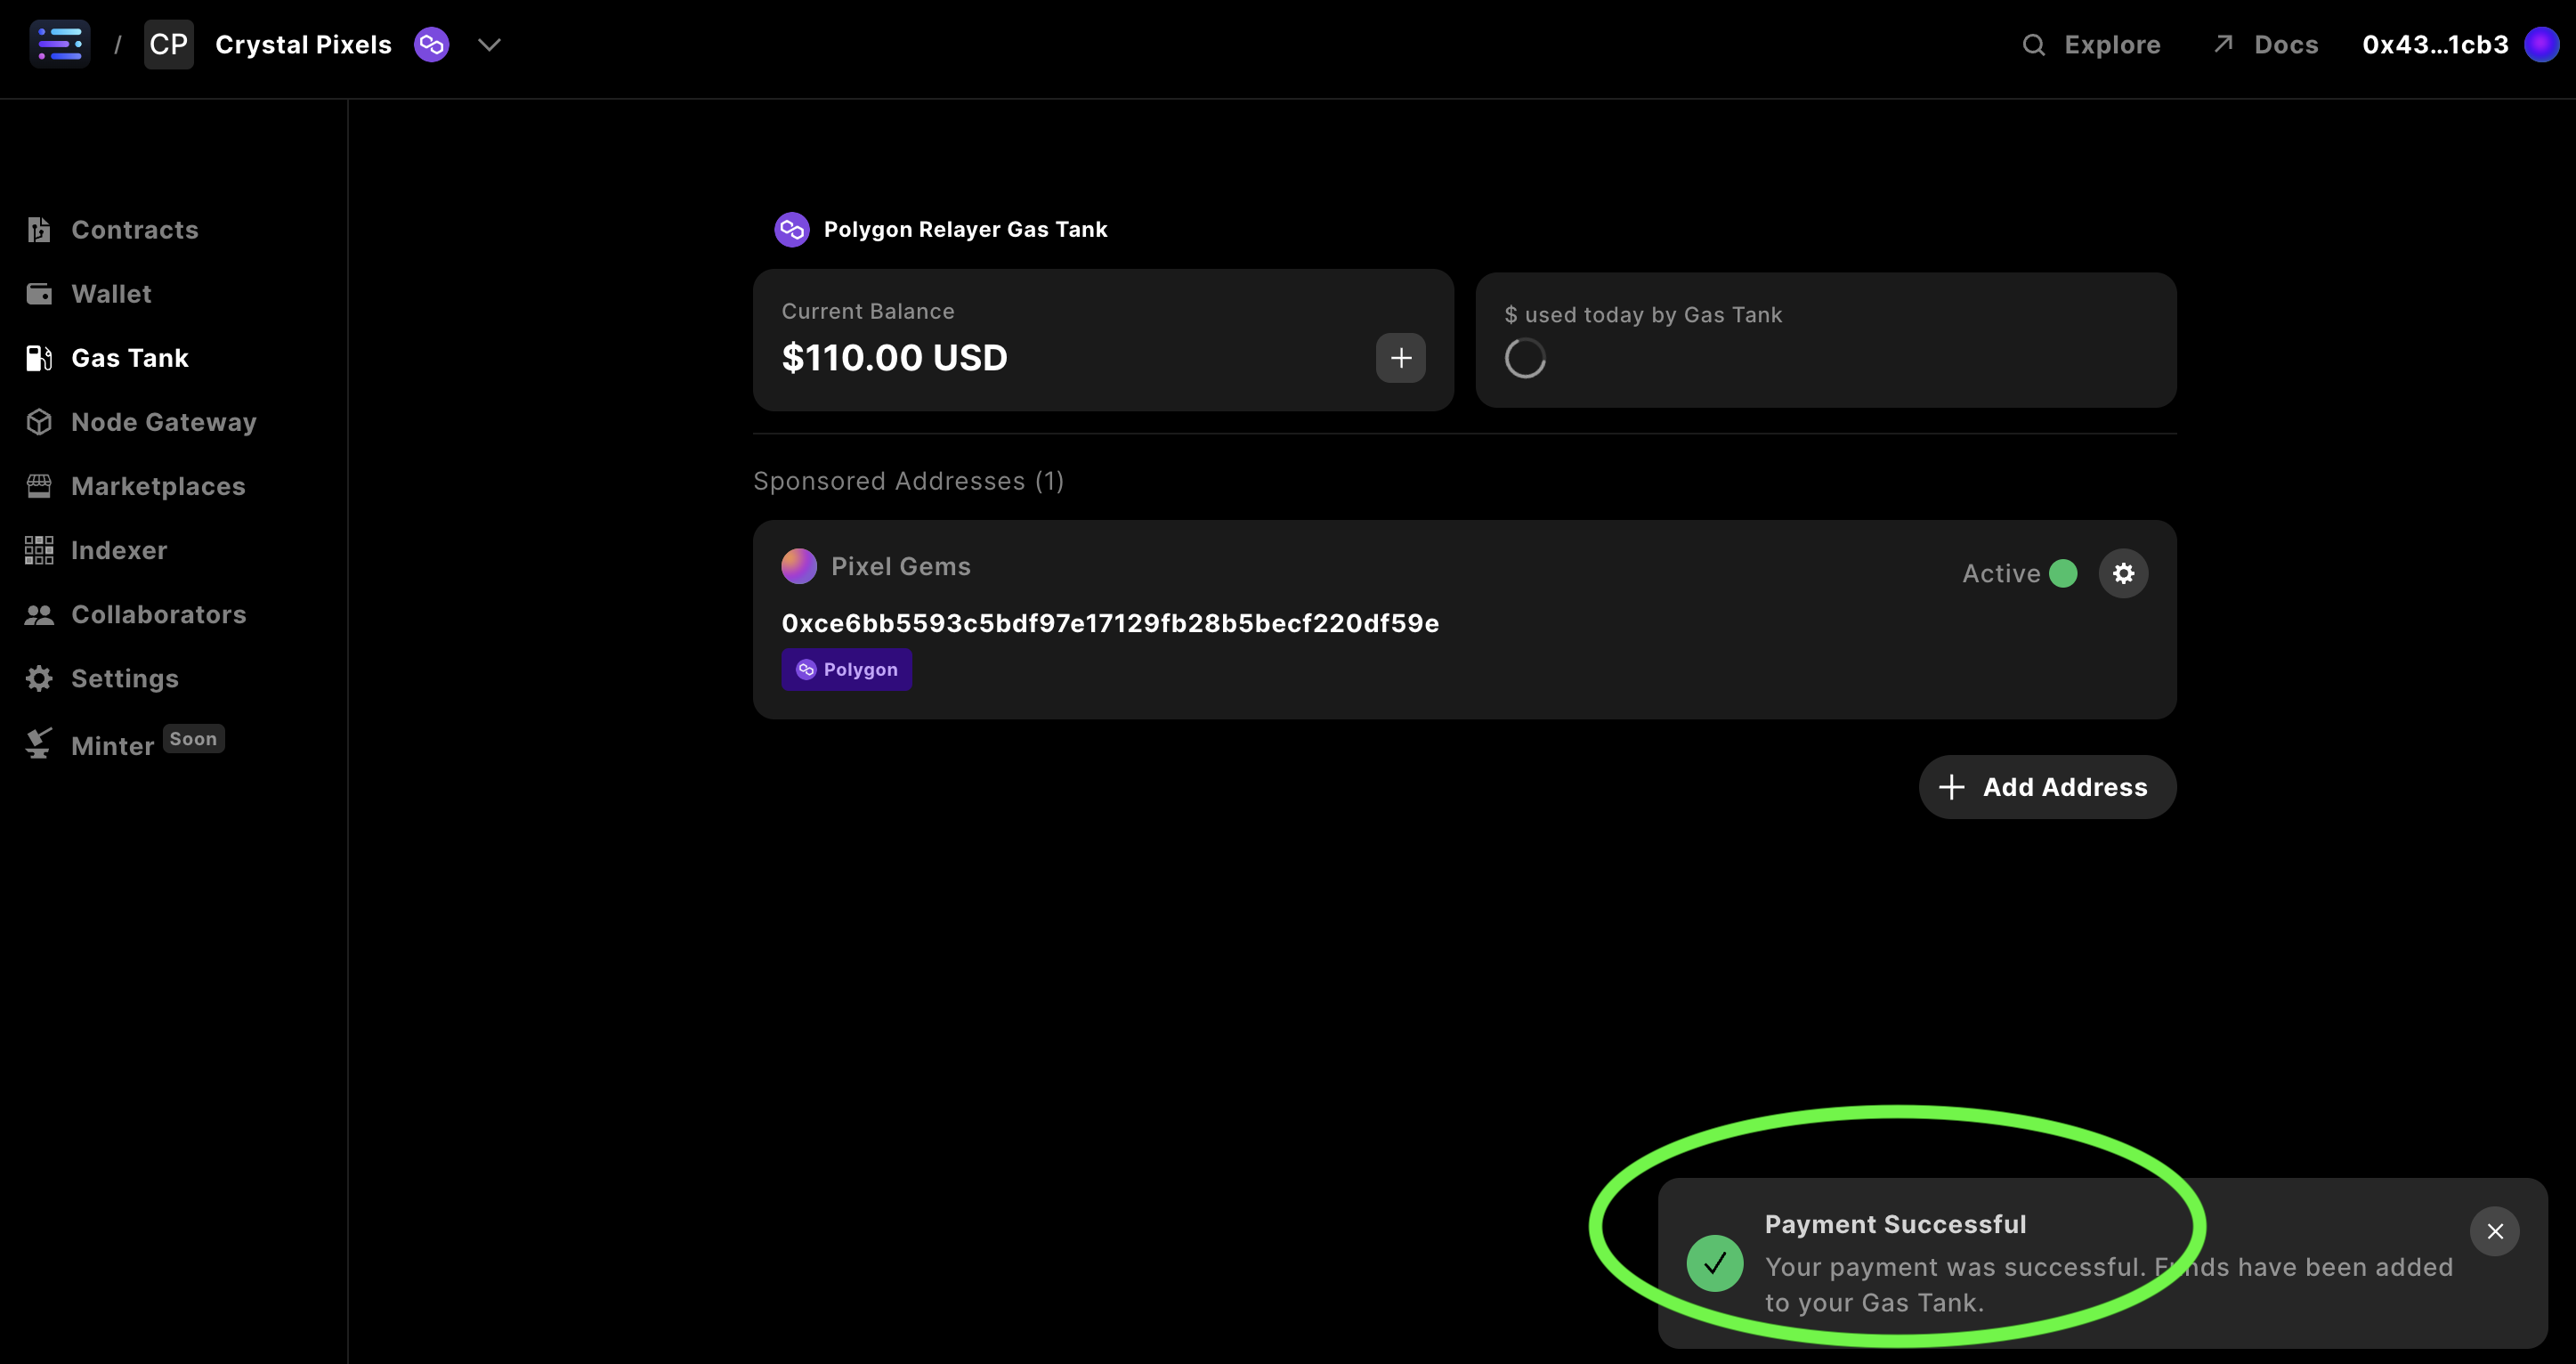 / CP Crystal Pixels
Explore
Docs
0x43...1cb3
Contracts
Wallet
Gas Tank
Node Gateway
Marketplaces
Indexer
Collaborators
Settings
Minter Soon
Polygon Relayer Gas Tank
Current Balance
$110.00 USD
$ used today by Gas Tank
Sponsored Addresses (1)
Pixel Gems
Active
0xce6bb5593c5bdf97e17129fb28b5becf220df59e
Polygon
Add Address
Payment Successful
Your payment was successful. Funds have been added
to your Gas Tank.